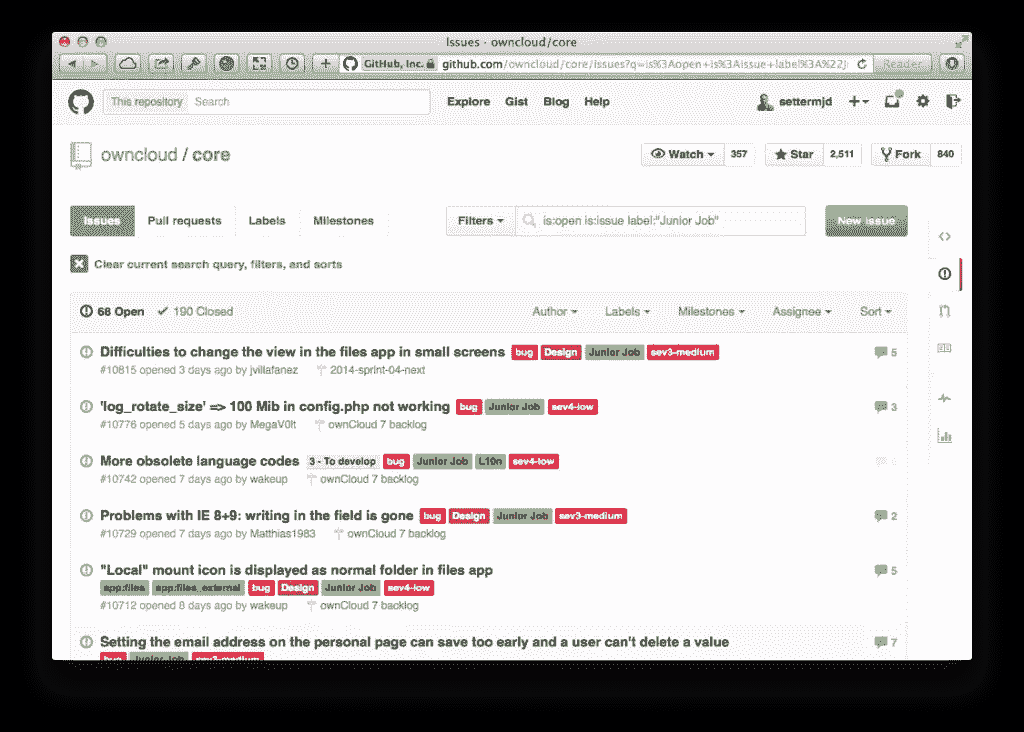 Issues · owncloud/core
GitHub, Inc. github.com/owncloud/core/issues?q=is%3Aopen+is%3Aissue+label%3A%22J Reader
This repository Search Explore Gist Blog Help settermjd
owncloud / core Watch 357 Star 2,511 Fork 840
Issues Pull requests Labels Milestones Filters is:open is:issue label:"Junior Job" New issue
Clear current search query, filters, and sorts
68 Open 190 Closed Author Labels Milestones Assignee Sort
Difficulties to change the view in the files app in small screens bug Design Junior Job sev3-medium 5
#10815 opened 3 days ago by jvillafanez 2014-sprint-04-next
'log_rotate_size' => 100 Mib in config.php not working bug Junior Job sev4-low 3
#10776 opened 5 days ago by MegaV0lt ownCloud 7 backlog
More obsolete language codes 3 - To develop bug Junior Job L10n sev4-low
#10742 opened 7 days ago by wakeup ownCloud 7 backlog
Problems with IE 8+9: writing in the field is gone bug Design Junior Job sev3-medium 2
#10729 opened 7 days ago by Matthias1983 ownCloud 7 backlog
"Local" mount icon is displayed as normal folder in files app 5
app:files app:files_external bug Design Junior Job sev4-low
#10712 opened 8 days ago by wakeup ownCloud 7 backlog
Setting the email address on the personal page can save too early and a user can't delete a value 7
bug Junior Job sev3-medium